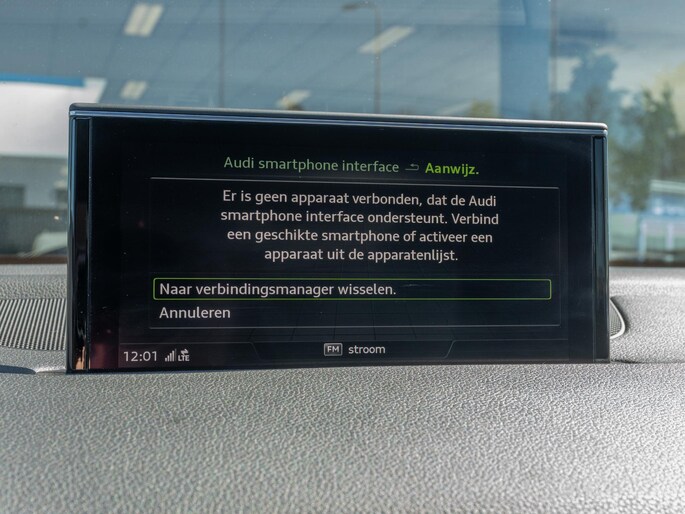 Audi smartphone interface Aanwijz.
Er is geen apparaat verbonden, dat de Audi
smartphone interface ondersteunt. Verbind
een geschikte smartphone of activeer een
apparaat uit de apparatenlijst.
Naar verbindingsmanager wisselen.
Annuleren
12:01 LTE FM stroom